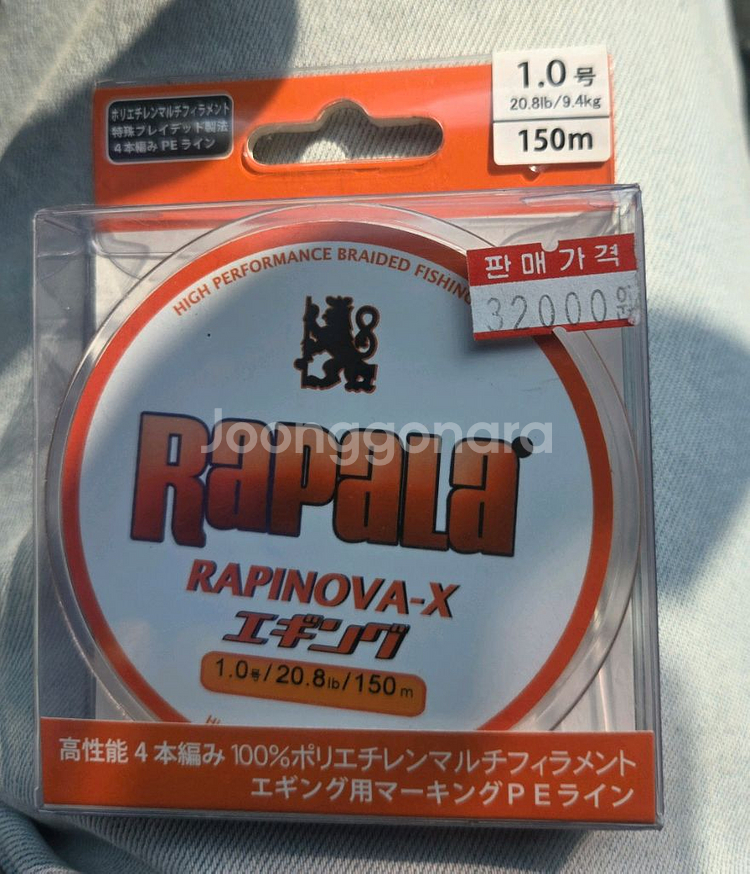 ポリエチレンマルチフィラメント
特殊ブレイデッド製法
4本編みPEライン
1.0号
20.8lb/9.4kg
150m
판매가격
32000원
HIGH PERFORMANCE BRAIDED FISHING
Joonggonara
RAPALA
RAPINOVA-X
エギング
1.0号/20.8lb/150m
高性能4本編み100%ポリエチレンマルチフィラメント
エギング用マーキングPEライン